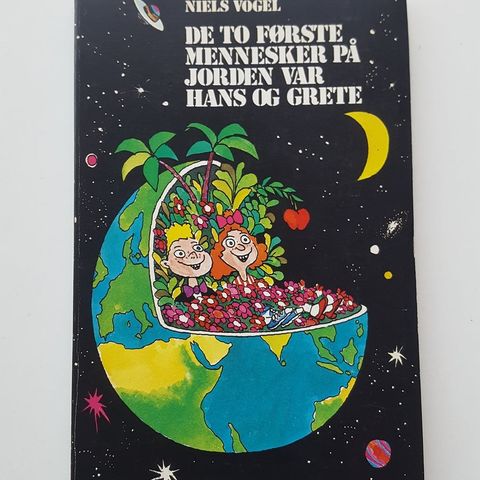 NIELS VOGEL
DE TO FØRSTE
MENNESKER PÅ
JORDEN VAR
HANS OG GRETE